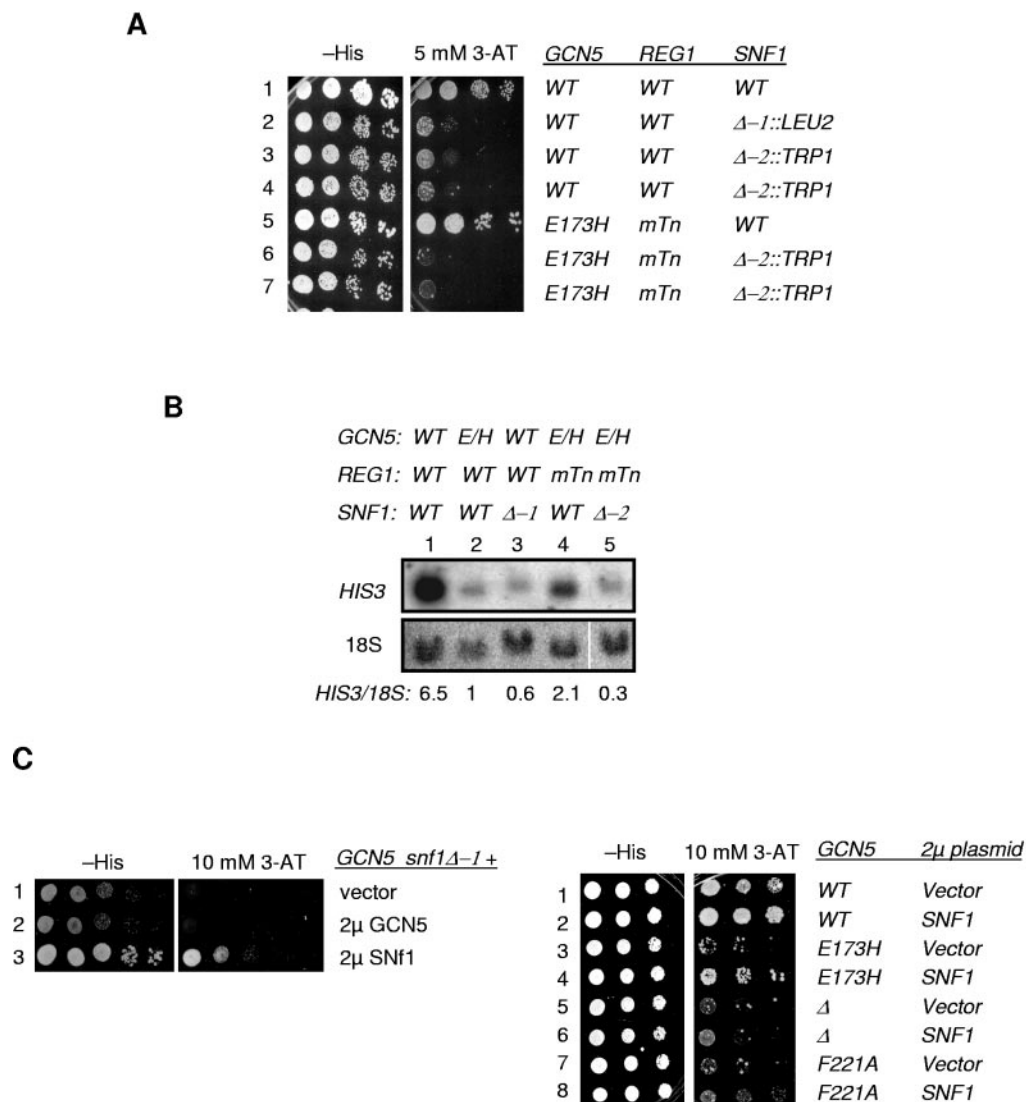 A
–His 5 mM 3-AT GCN5 REG1 SNF1
1 WT WT WT
2 WT WT Δ–1::LEU2
3 WT WT Δ–2::TRP1
4 WT WT Δ–2::TRP1
5 E173H mTn WT
6 E173H mTn Δ–2::TRP1
7 E173H mTn Δ–2::TRP1
B
GCN5: WT E/H WT E/H E/H
REG1: WT WT WT mTn mTn
SNF1: WT WT Δ–1 WT Δ–2
1 2 3 4 5
HIS3
18S
HIS3/18S: 6.5 1 0.6 2.1 0.3
C
–His 10 mM 3-AT GCN5 snf1Δ–1 +
1 vector
2 2μ GCN5
3 2μ SNf1
–His 10 mM 3-AT GCN5 2μ plasmid
1 WT Vector
2 WT SNF1
3 E173H Vector
4 E173H SNF1
5 Δ Vector
6 Δ SNF1
7 F221A Vector
8 F221A SNF1